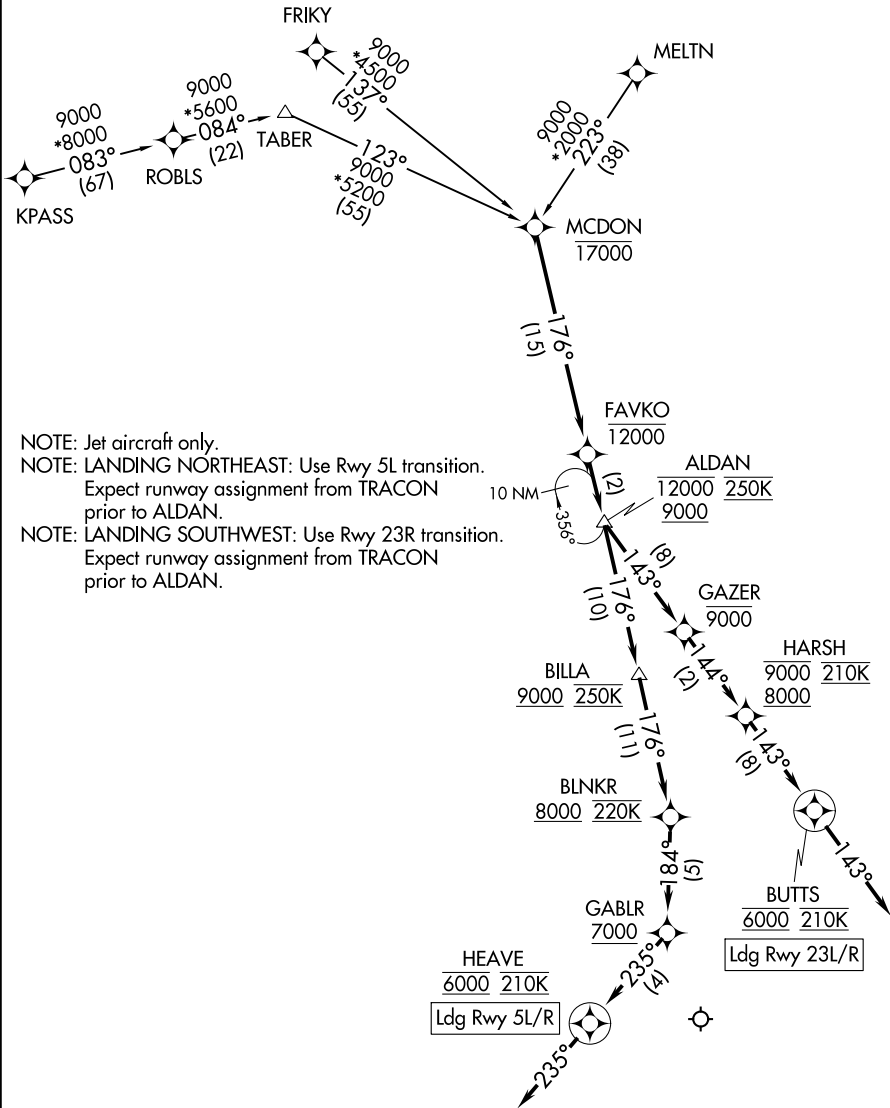 FRIKY
9000
*4500
137°
(55)
MELTN
9000
*2000
223°
(38)
9000
*5600
084°
(22)
TABER
9000
*8000
083°
(67)
ROBLS
KPASS
123°
9000
*5200
(55)
MCDON
17000
176°
(15)
FAVKO
12000
(2)
10 NM
356°
ALDAN
12000 250K
9000
NOTE: Jet aircraft only.
NOTE: LANDING NORTHEAST: Use Rwy 5L transition.
Expect runway assignment from TRACON
prior to ALDAN.
NOTE: LANDING SOUTHWEST: Use Rwy 23R transition.
Expect runway assignment from TRACON
prior to ALDAN.
(8)
143°
176°
(10)
GAZER
9000
144°
(2)
HARSH
9000 210K
8000
BILLA
9000 250K
176°
(11)
143°
(8)
BLNKR
8000 220K
184°
(5)
143°
BUTTS
6000 210K
Ldg Rwy 23L/R
GABLR
7000
235°
(4)
HEAVE
6000 210K
Ldg Rwy 5L/R
235°